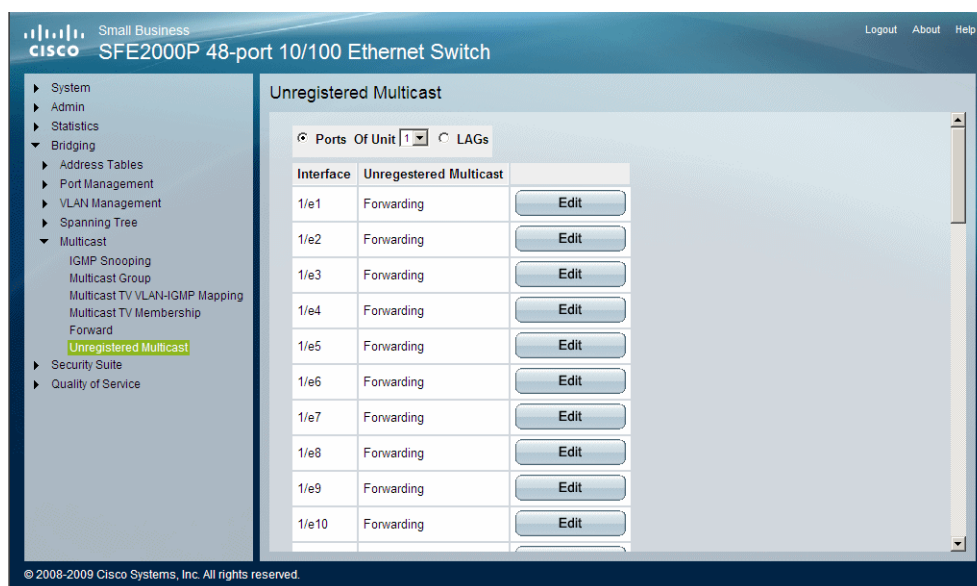 Small Business
CISCO SFE2000P 48-port 10/100 Ethernet Switch
Logout About Help
System
Admin
Statistics
Bridging
Address Tables
Port Management
VLAN Management
Spanning Tree
Multicast
IGMP Snooping
Multicast Group
Multicast TV VLAN-IGMP Mapping
Multicast TV Membership
Forward
Unregistered Multicast
Security Suite
Quality of Service
Unregistered Multicast
Ports Of Unit 1 LAGs
Interface Unregestered Multicast
1/e1 Forwarding Edit
1/e2 Forwarding Edit
1/e3 Forwarding Edit
1/e4 Forwarding Edit
1/e5 Forwarding Edit
1/e6 Forwarding Edit
1/e7 Forwarding Edit
1/e8 Forwarding Edit
1/e9 Forwarding Edit
1/e10 Forwarding Edit
© 2008-2009 Cisco Systems, Inc. All rights reserved.